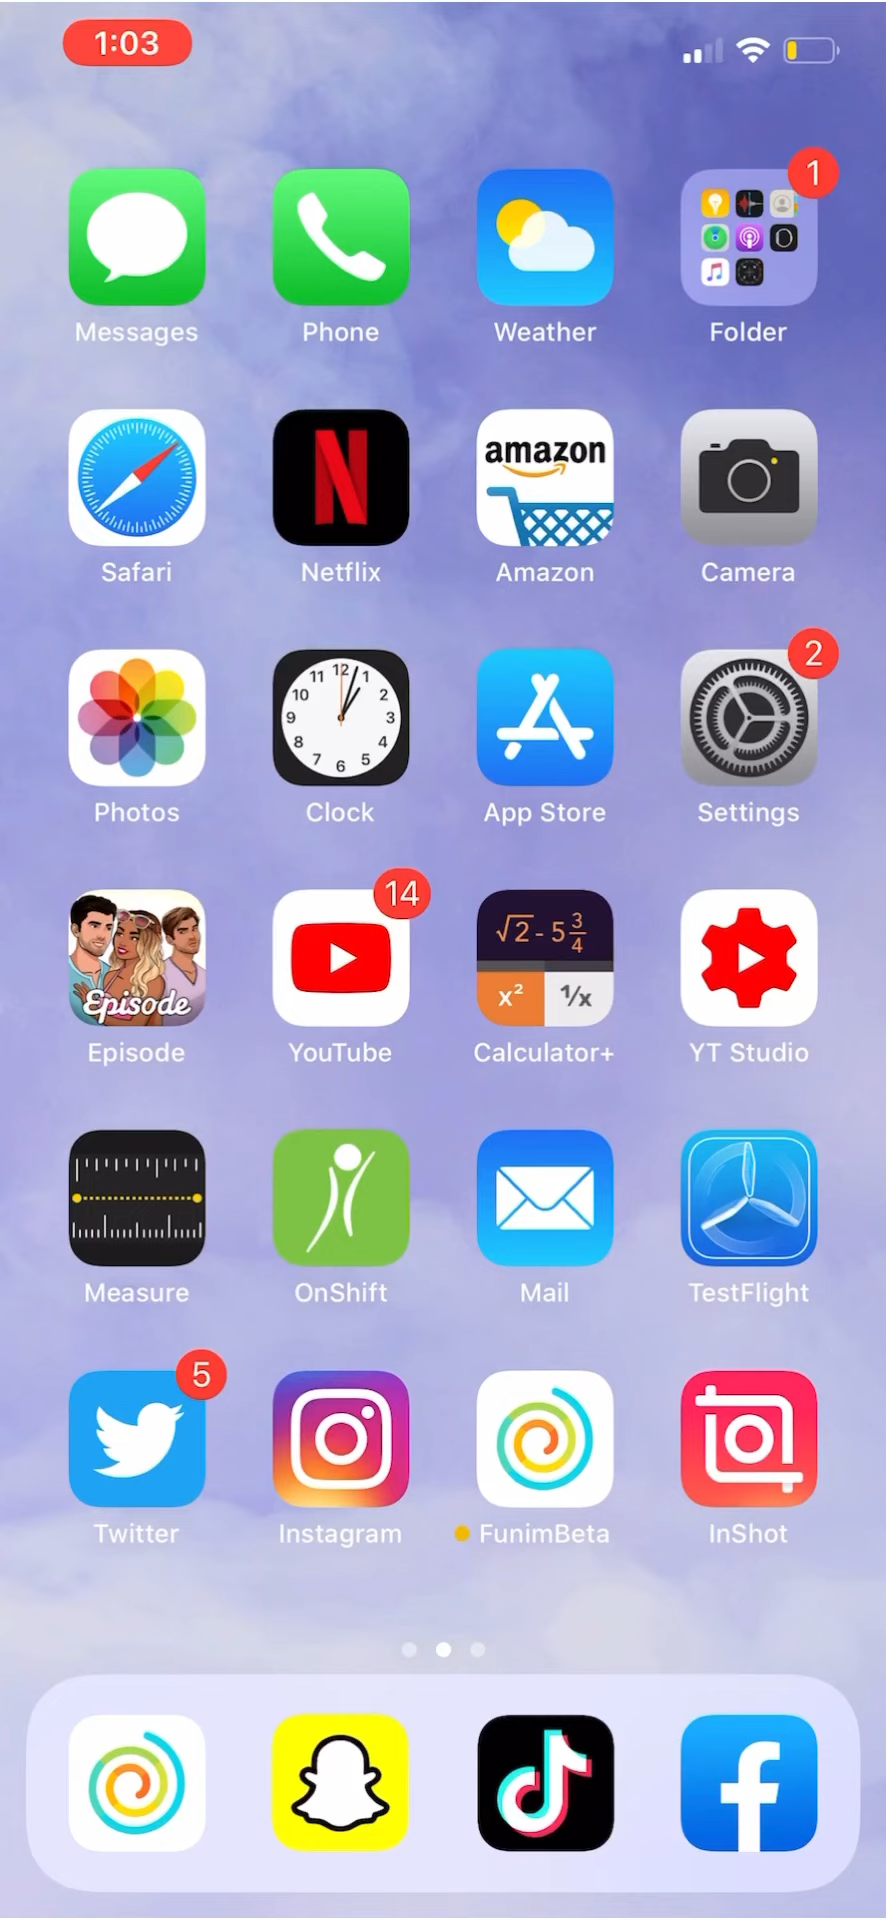 1:03
1
Messages Phone Weather Folder
amazon
Safari Netflix Amazon Camera
2
12
11 1
10 2
9 3
8 4
7 5
6
Photos Clock App Store Settings
14
√2 - 5 3/4
x² 1/x
Episode
Episode YouTube Calculator+ YT Studio
Measure OnShift Mail TestFlight
5
Twitter Instagram FunimBeta InShot